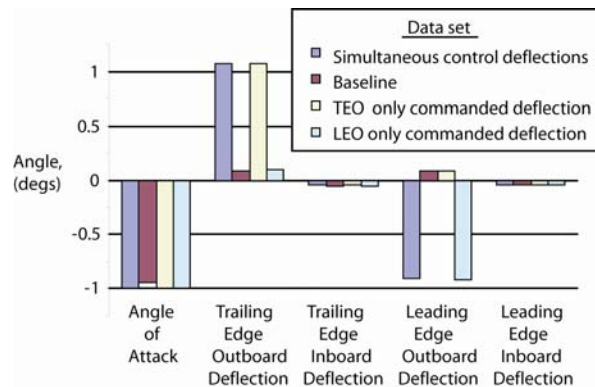 Data set
Simultaneous control deflections
Baseline
TEO only commanded deflection
LEO only commanded deflection
Angle,
(degs)
1
0.5
0
-0.5
-1
Angle
of
Attack
Trailing
Edge
Outboard
Deflection
Trailing
Edge
Inboard
Deflection
Leading
Edge
Outboard
Deflection
Leading
Edge
Inboard
Deflection